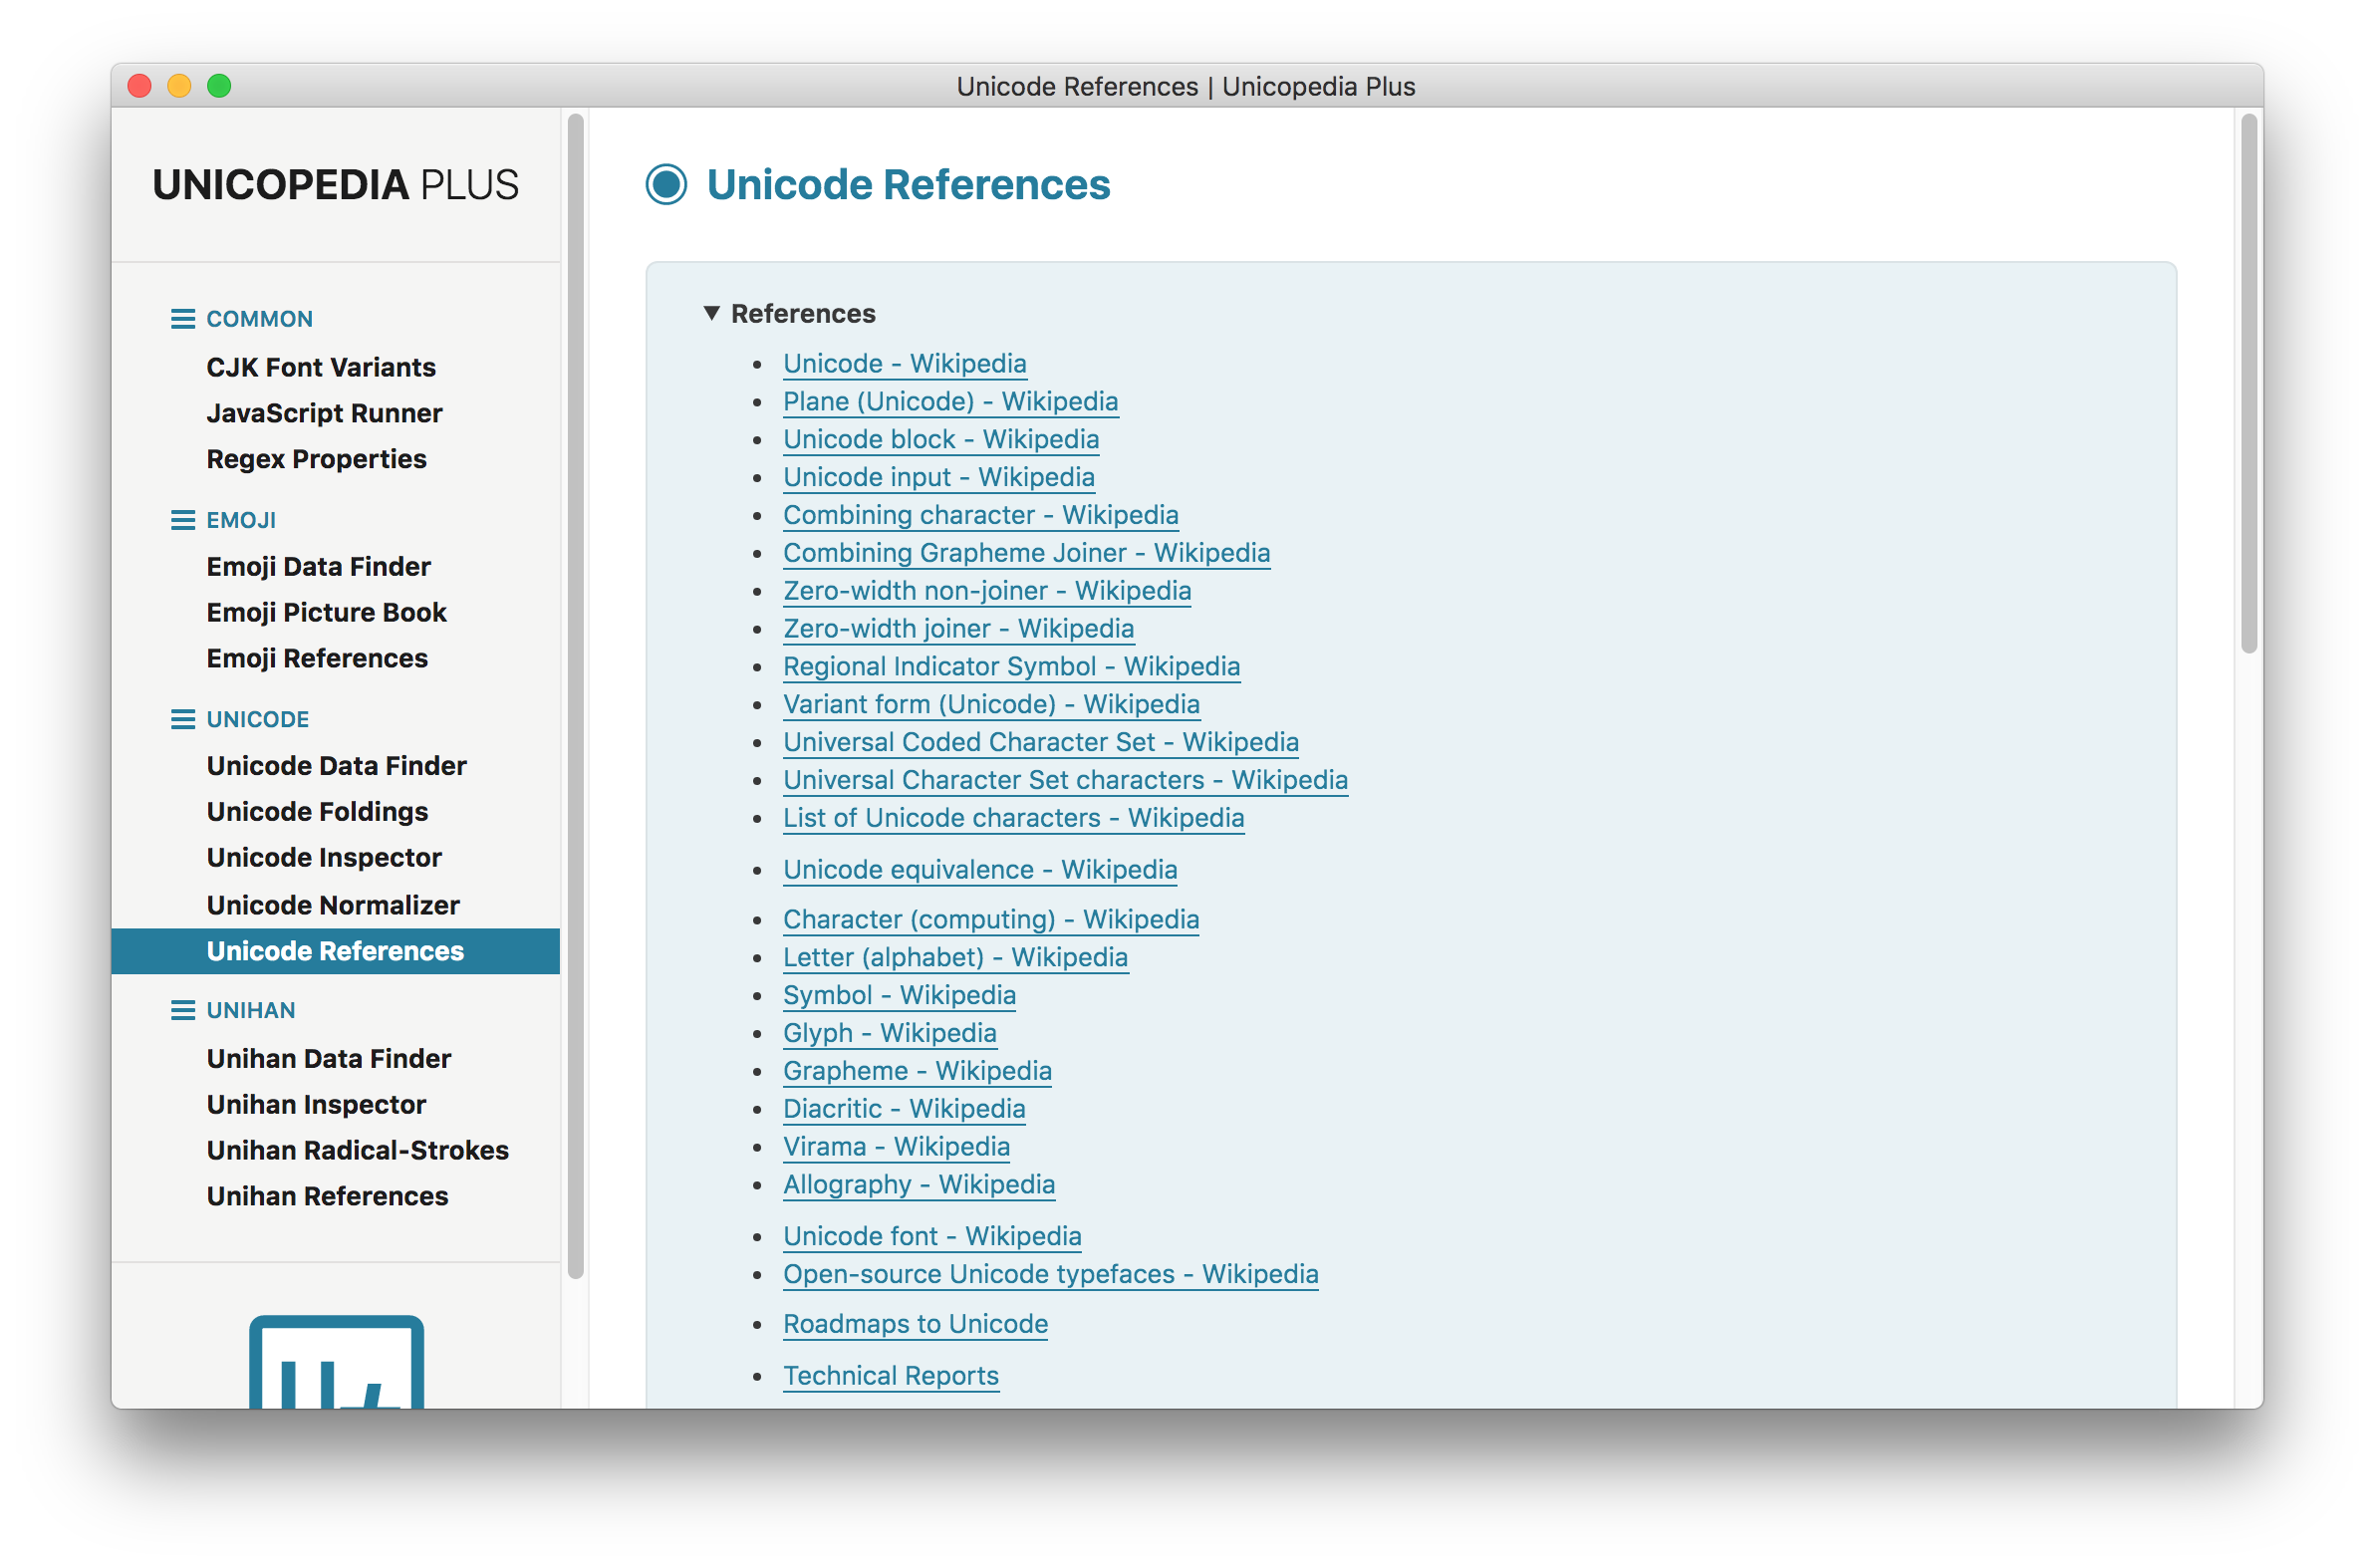 Unicode References | Unicopedia Plus
UNICOPEDIA PLUS
COMMON
CJK Font Variants
JavaScript Runner
Regex Properties
EMOJI
Emoji Data Finder
Emoji Picture Book
Emoji References
UNICODE
Unicode Data Finder
Unicode Foldings
Unicode Inspector
Unicode Normalizer
Unicode References
UNIHAN
Unihan Data Finder
Unihan Inspector
Unihan Radical-Strokes
Unihan References
U+
Unicode References
References
Unicode - Wikipedia
Plane (Unicode) - Wikipedia
Unicode block - Wikipedia
Unicode input - Wikipedia
Combining character - Wikipedia
Combining Grapheme Joiner - Wikipedia
Zero-width non-joiner - Wikipedia
Zero-width joiner - Wikipedia
Regional Indicator Symbol - Wikipedia
Variant form (Unicode) - Wikipedia
Universal Coded Character Set - Wikipedia
Universal Character Set characters - Wikipedia
List of Unicode characters - Wikipedia
Unicode equivalence - Wikipedia
Character (computing) - Wikipedia
Letter (alphabet) - Wikipedia
Symbol - Wikipedia
Glyph - Wikipedia
Grapheme - Wikipedia
Diacritic - Wikipedia
Virama - Wikipedia
Allography - Wikipedia
Unicode font - Wikipedia
Open-source Unicode typefaces - Wikipedia
Roadmaps to Unicode
Technical Reports